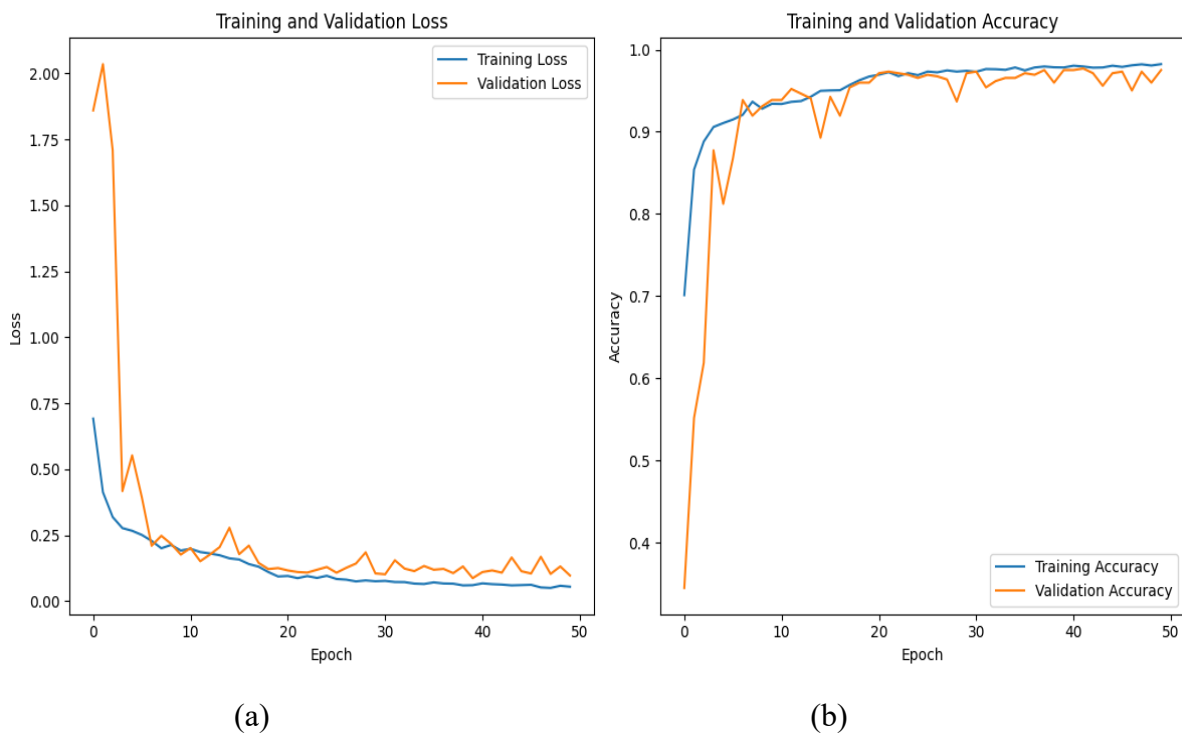 Training and Validation Loss
Training Loss
Validation Loss
2.00
1.75
1.50
1.25
1.00
0.75
0.50
0.25
0.00
Loss
0 10 20 30 40 50
Epoch
(a)
Training and Validation Accuracy
1.0
0.9
0.8
0.7
0.6
0.5
0.4
Accuracy
Training Accuracy
Validation Accuracy
0 10 20 30 40 50
Epoch
(b)